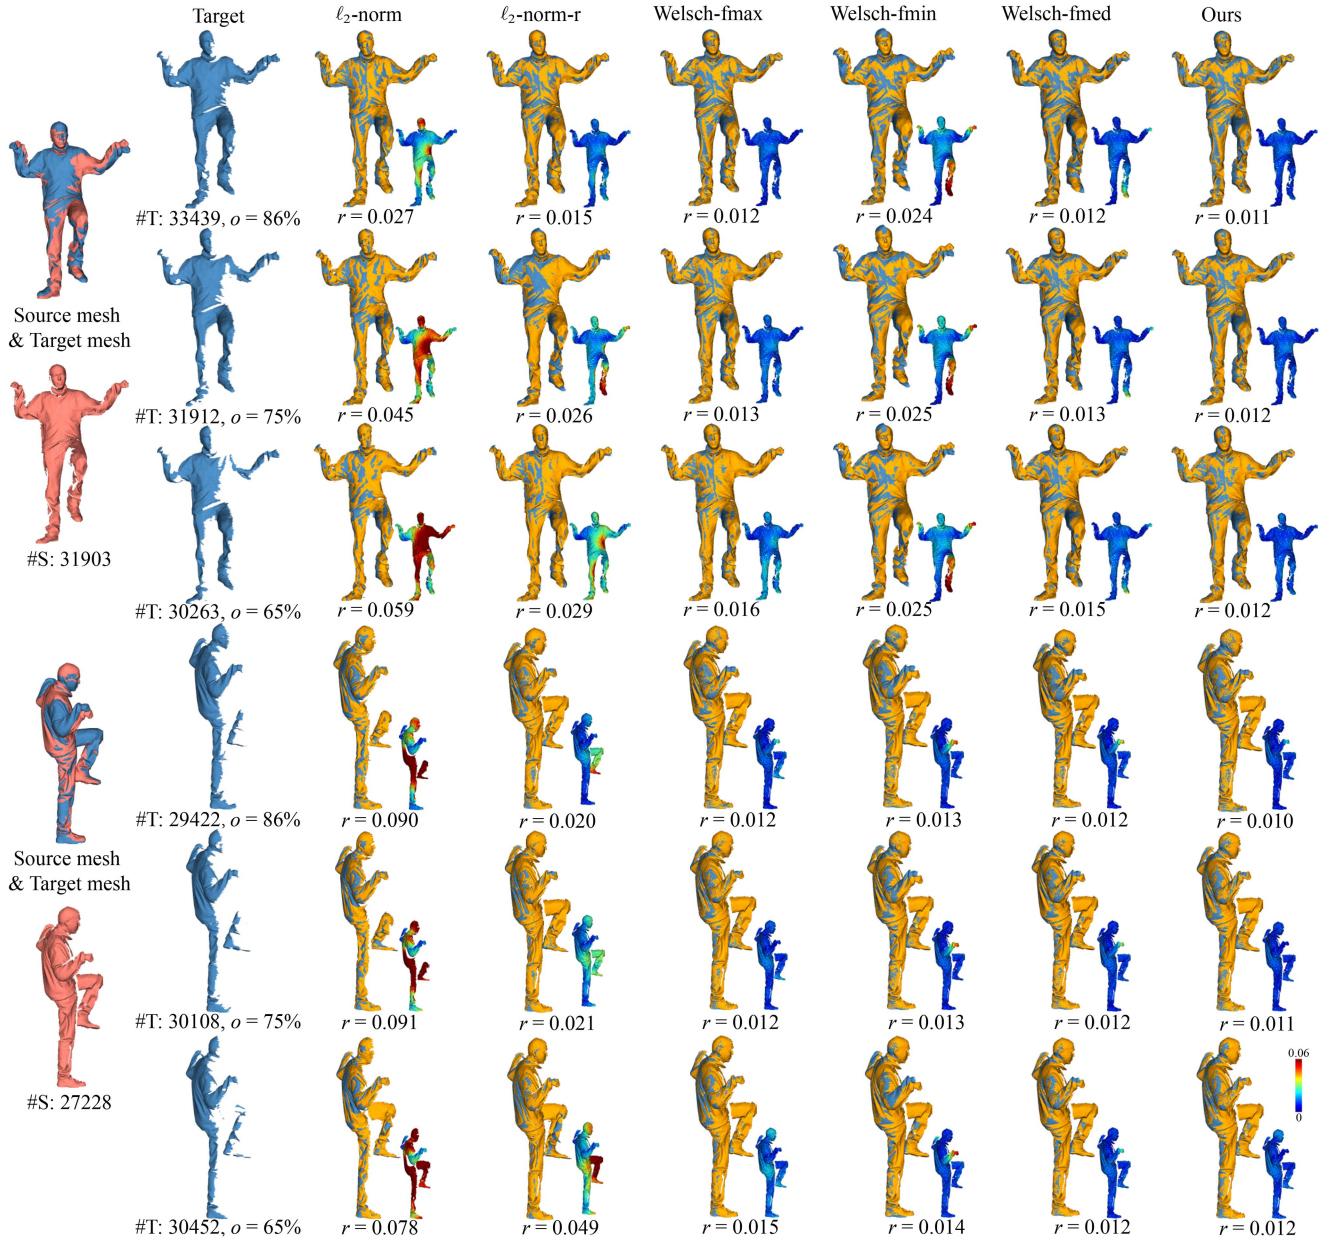 Target ℓ₂-norm ℓ₂-norm-r Welsch-fmax Welsch-fmin Welsch-fmed Ours
#T: 33439, o = 86% r = 0.027 r = 0.015 r = 0.012 r = 0.024 r = 0.012 r = 0.011
Source mesh
& Target mesh
#T: 31912, o = 75% r = 0.045 r = 0.026 r = 0.013 r = 0.025 r = 0.013 r = 0.012
#S: 31903
#T: 30263, o = 65% r = 0.059 r = 0.029 r = 0.016 r = 0.025 r = 0.015 r = 0.012
#T: 29422, o = 86% r = 0.090 r = 0.020 r = 0.012 r = 0.013 r = 0.012 r = 0.010
Source mesh
& Target mesh
#T: 30108, o = 75% r = 0.091 r = 0.021 r = 0.012 r = 0.013 r = 0.012 r = 0.011
0.06
#S: 27228
0
#T: 30452, o = 65% r = 0.078 r = 0.049 r = 0.015 r = 0.014 r = 0.012 r = 0.012